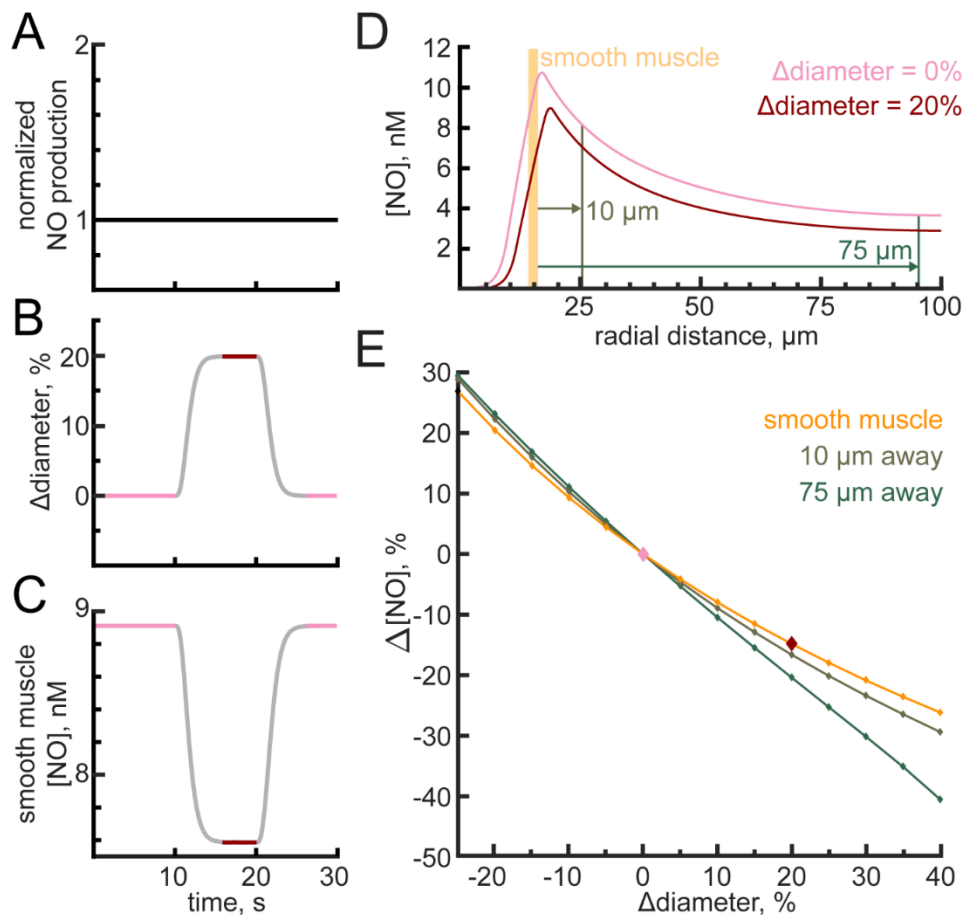 A
2
1
normalized
NO production
B
20
10
0
Δdiameter, %
C
9
8
smooth muscle
[NO], nM
10
20
30
time, s
D
12
10
8
6
4
2
[NO], nM
smooth muscle
Δdiameter = 0%
Δdiameter = 20%
10 µm
75 µm
25
50
75
100
radial distance, µm
E
30
20
10
0
-10
-20
-30
-40
-50
Δ[NO], %
smooth muscle
10 µm away
75 µm away
-20
-10
0
10
20
30
40
Δdiameter, %